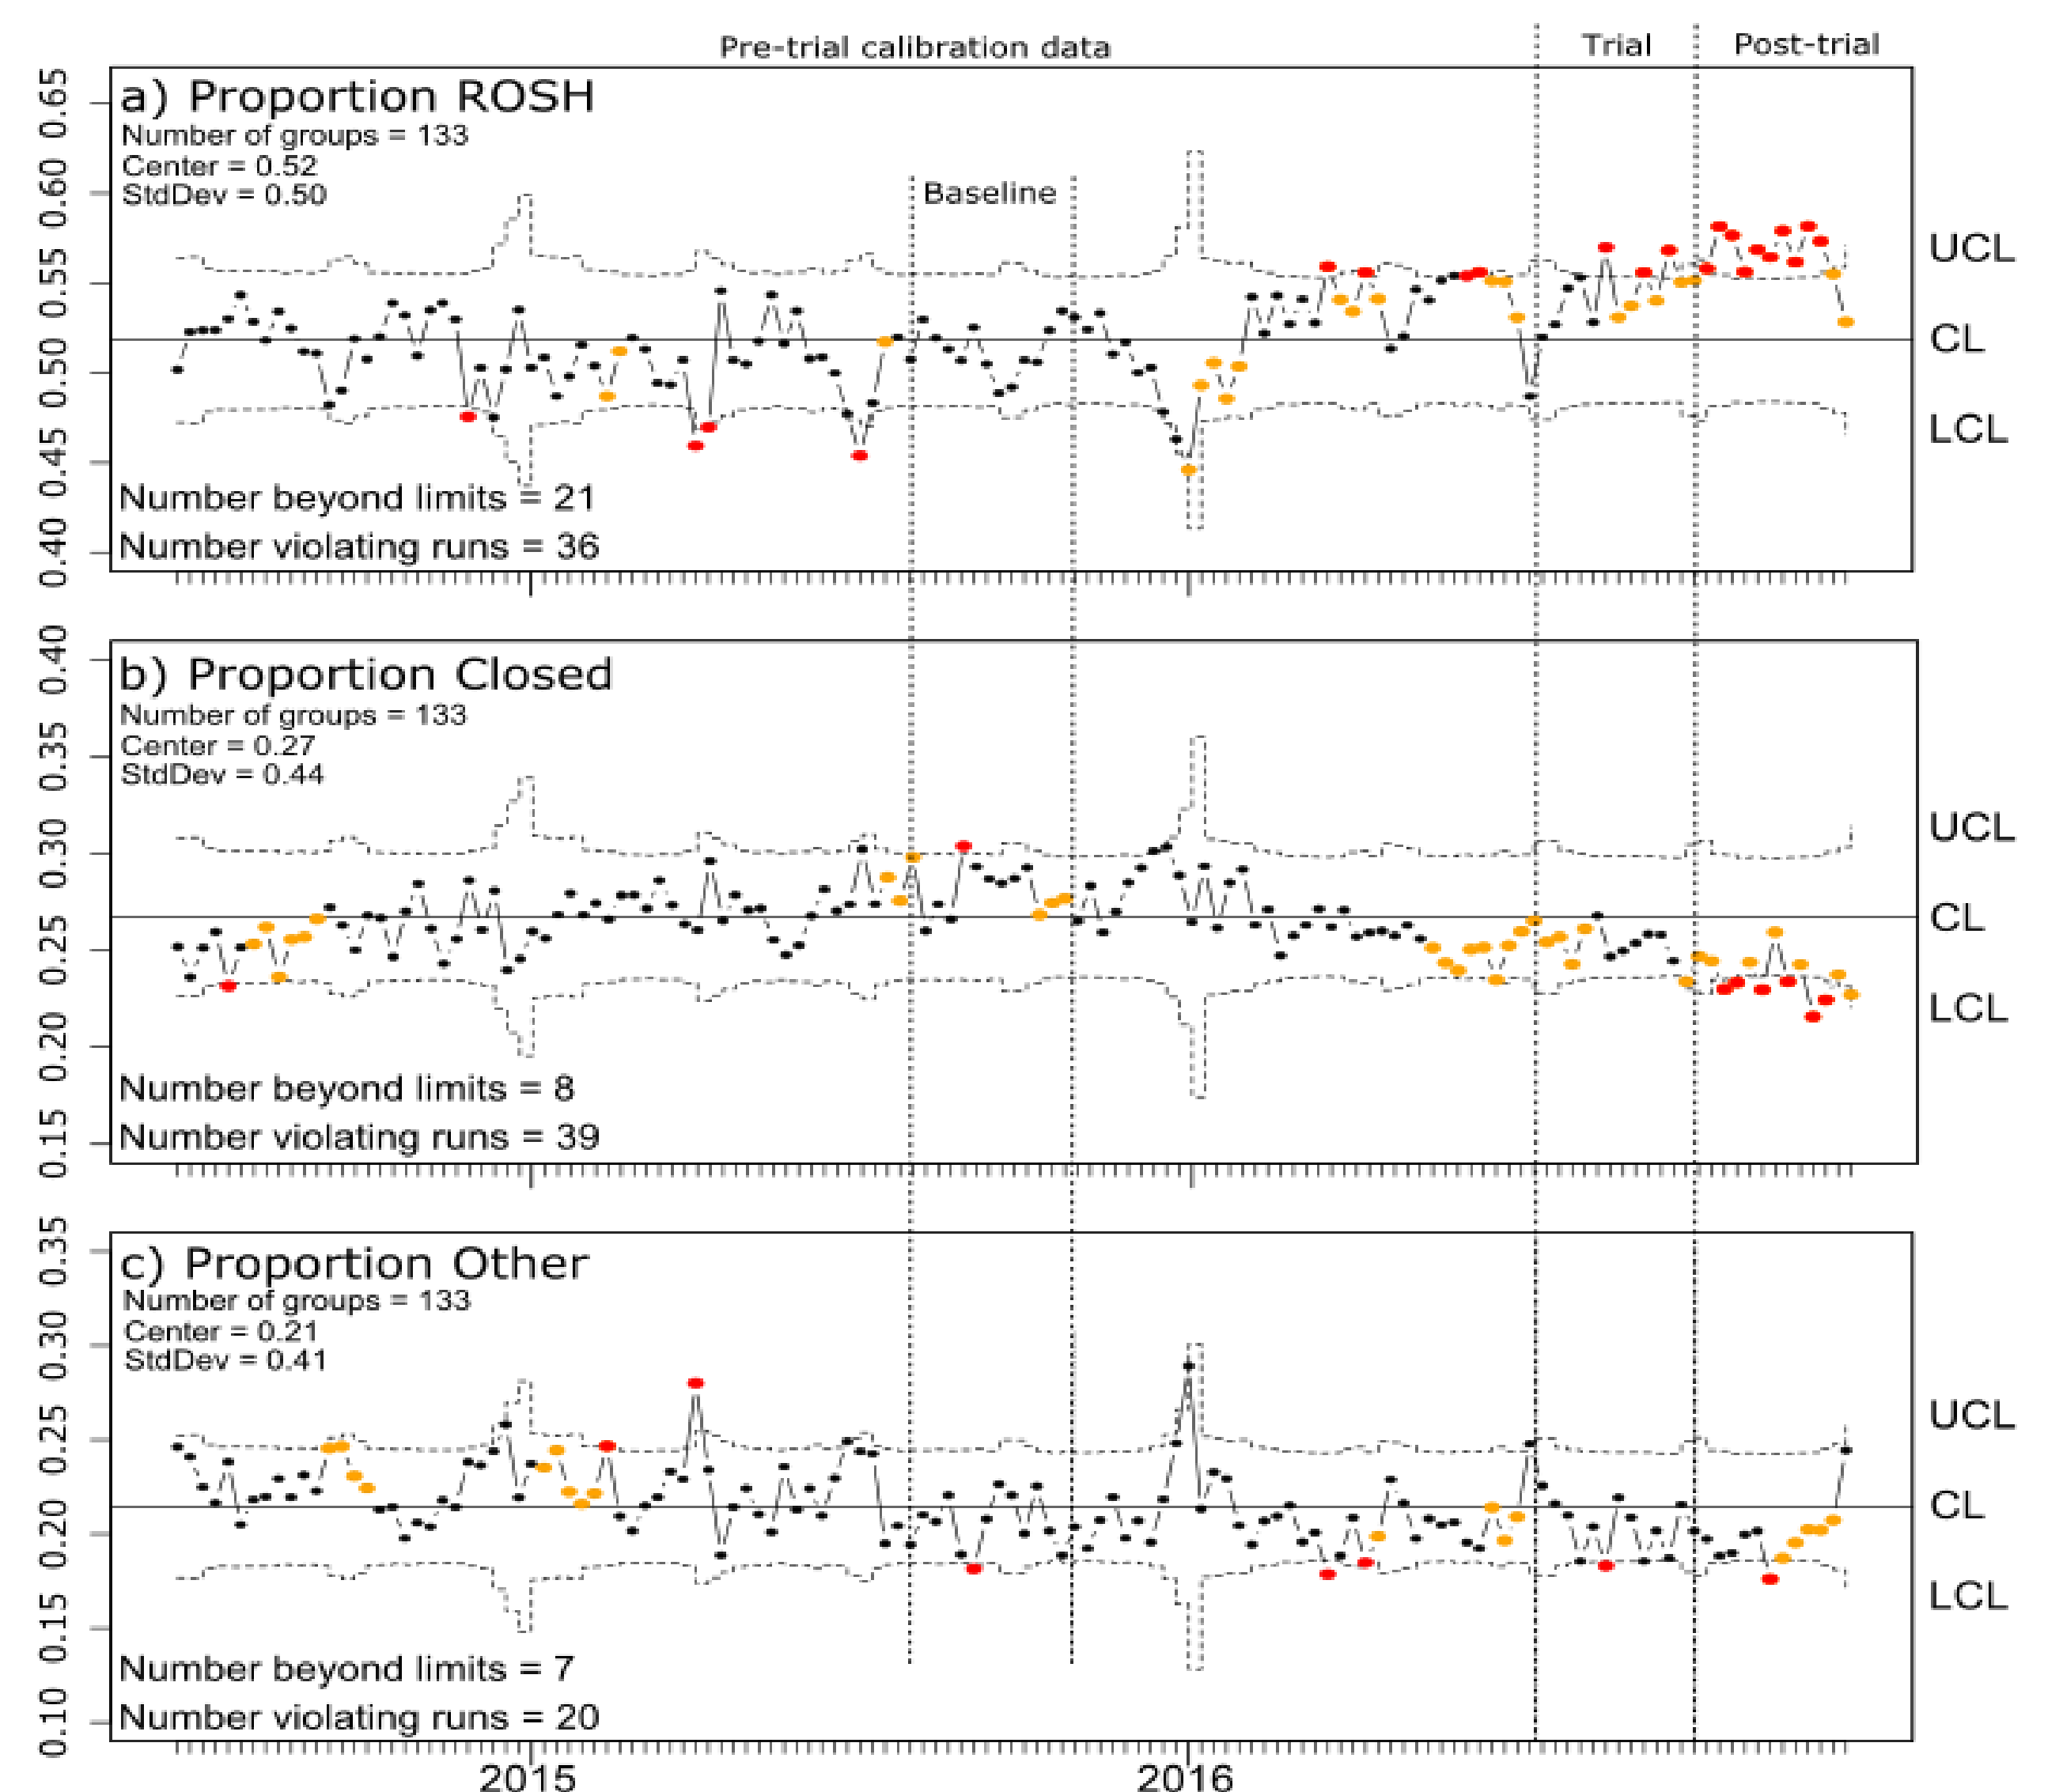 Pre-trial calibration data Trial Post-trial
a) Proportion ROSH
Number of groups = 133
Center = 0.52
StdDev = 0.50
Baseline
0.65
0.60
0.55
0.50
0.45
0.40
UCL
CL
LCL
Number beyond limits = 21
Number violating runs = 36
b) Proportion Closed
Number of groups = 133
Center = 0.27
StdDev = 0.44
0.40
0.35
0.30
0.25
0.20
0.15
UCL
CL
LCL
Number beyond limits = 8
Number violating runs = 39
c) Proportion Other
Number of groups = 133
Center = 0.21
StdDev = 0.41
0.35
0.30
0.25
0.20
0.15
0.10
UCL
CL
LCL
Number beyond limits = 7
Number violating runs = 20
2015 2016